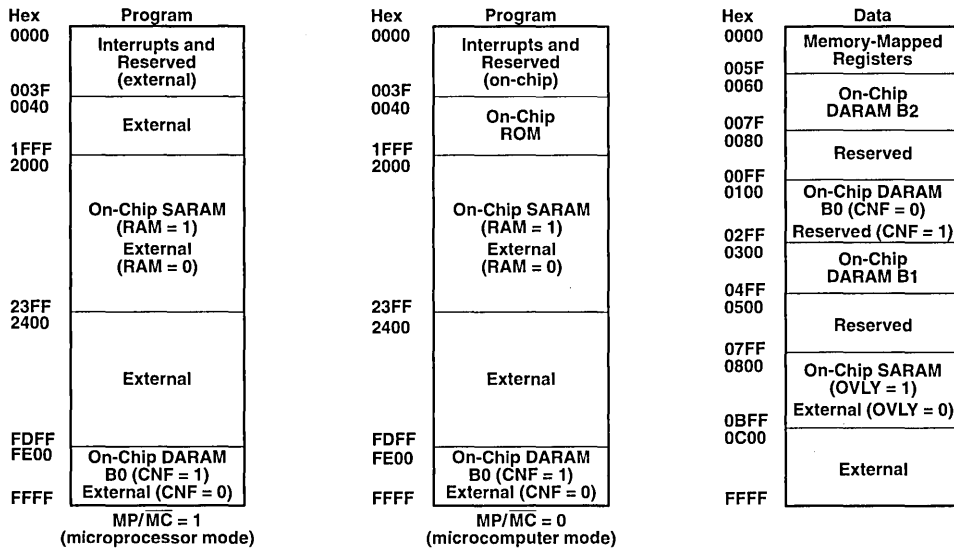 Hex Program
0000
Interrupts and
Reserved
(external)
003F
0040
External
1FFF
2000
On-Chip SARAM
(RAM = 1)
External
(RAM = 0)
23FF
2400
External
FDFF
FE00
On-Chip DARAM
B0 (CNF = 1)
External (CNF = 0)
FFFF
MP/MC = 1
(microprocessor mode)
Hex Program
0000
Interrupts and
Reserved
(on-chip)
003F
0040
On-Chip
ROM
1FFF
2000
On-Chip SARAM
(RAM = 1)
External
(RAM = 0)
23FF
2400
External
FDFF
FE00
On-Chip DARAM
B0 (CNF = 1)
External (CNF = 0)
FFFF
MP/MC = 0
(microcomputer mode)
Hex Data
0000
Memory-Mapped
Registers
005F
0060
On-Chip
DARAM B2
007F
0080
Reserved
00FF
0100
On-Chip DARAM
B0 (CNF = 0)
Reserved (CNF = 1)
02FF
0300
On-Chip
DARAM B1
04FF
0500
Reserved
07FF
0800
On-Chip SARAM
(OVLY = 1)
External (OVLY = 0)
0BFF
0C00
External
FFFF